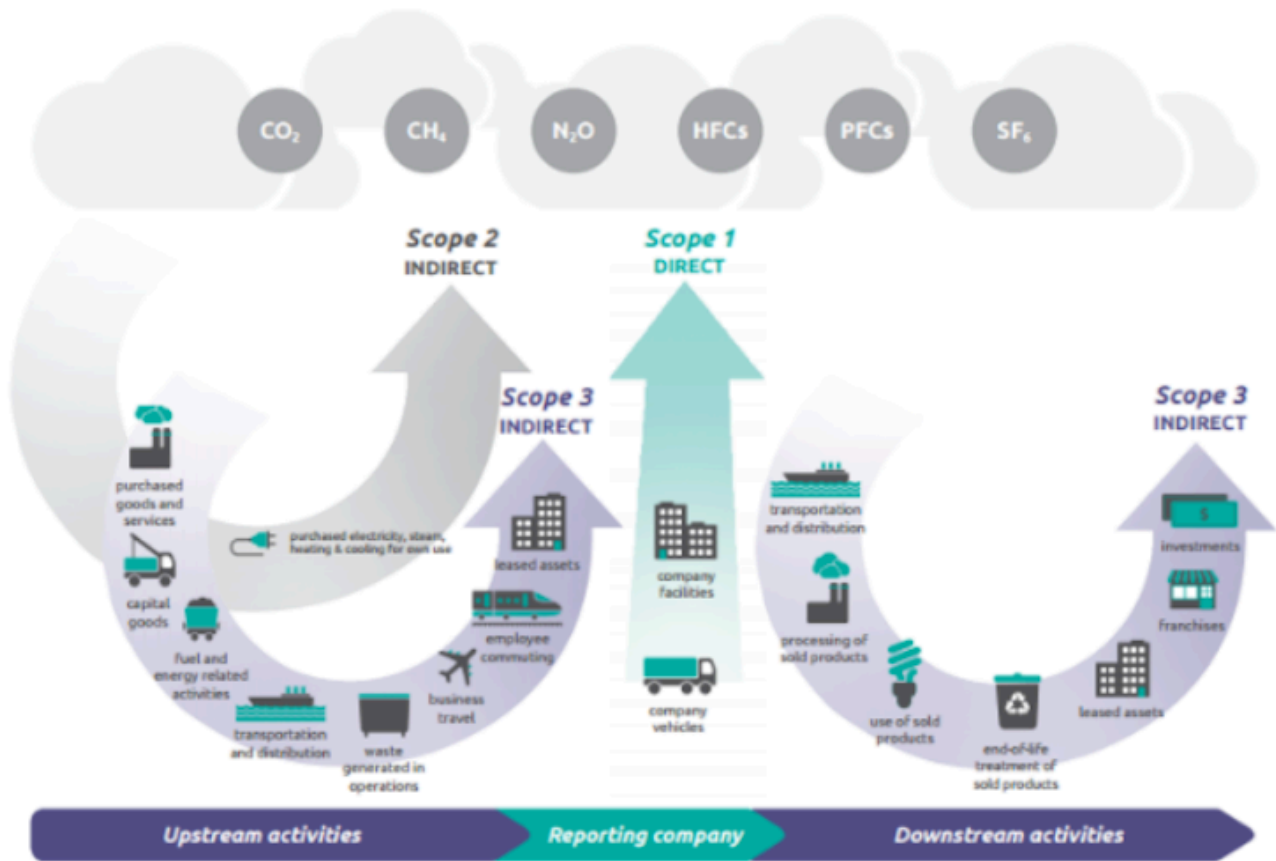 CO₂
CH₄
N₂O
HFCs
PFCs
SF₆
Scope 2
INDIRECT
Scope 1
DIRECT
Scope 3
INDIRECT
Scope 3
INDIRECT
purchased
goods and
services
capital
goods
fuel and
energy related
activities
transportation
and distribution
waste
generated in
operations
business
travel
employee
commuting
leased assets
purchased electricity, steam,
heating & cooling for own use
company
facilities
company
vehicles
transportation
and distribution
processing of
sold products
use of sold
products
end-of-life
treatment of
sold products
leased assets
franchises
investments
$
Upstream activities
Reporting company
Downstream activities